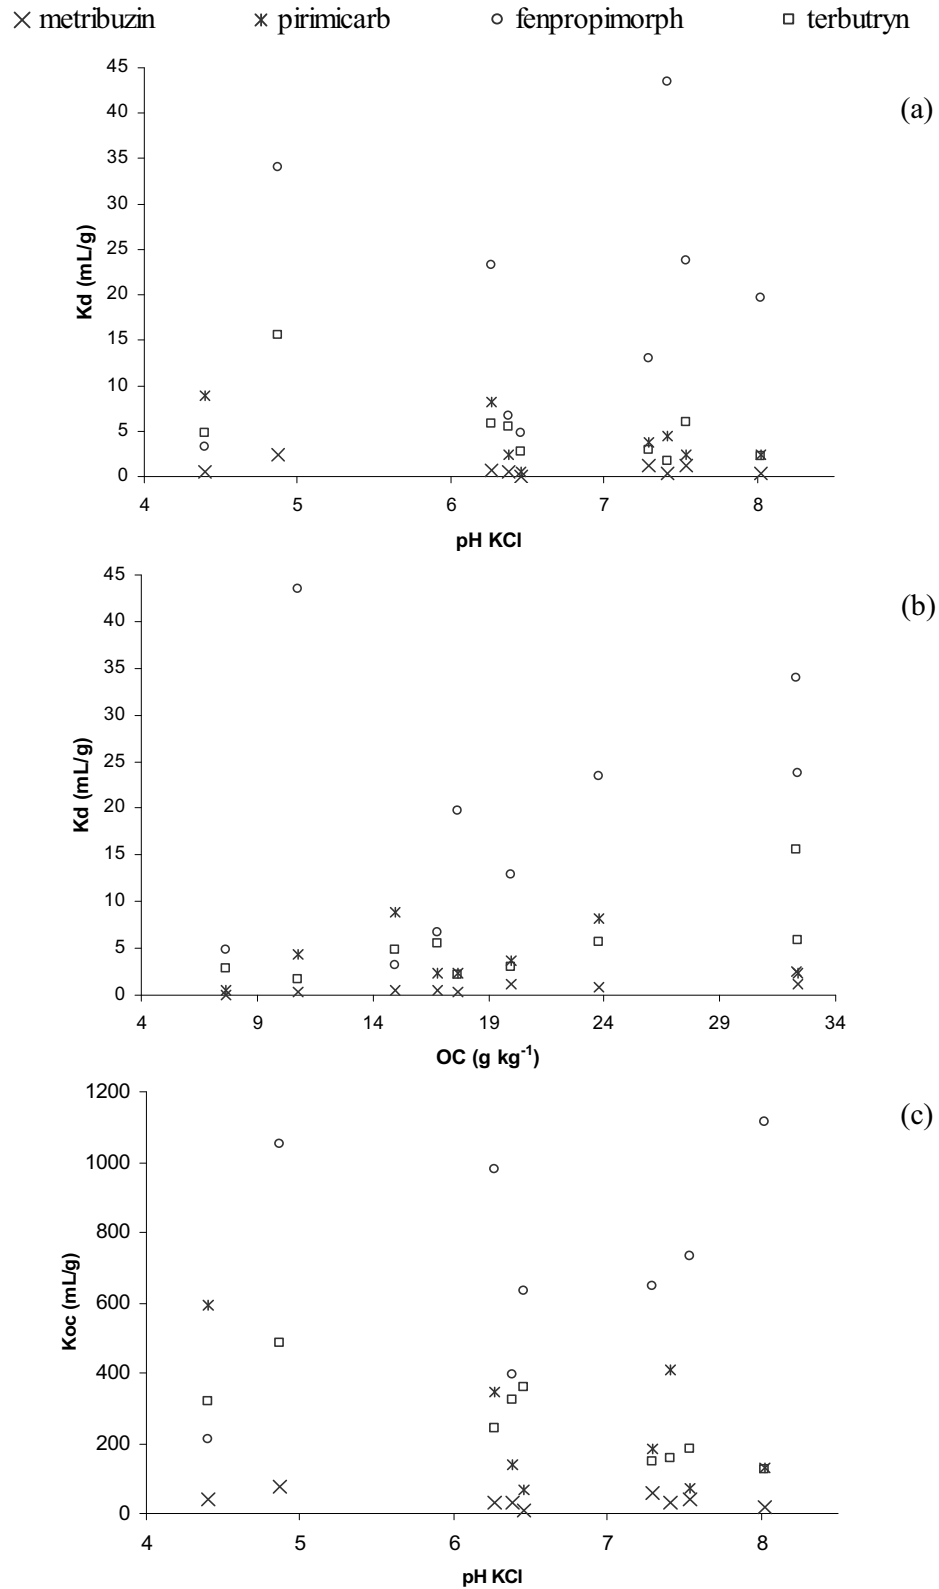 metribuzin pirimicarb fenpropimorph terbutryn
(a)
45
40
35
30
25
20
15
10
5
0
Kd (mL/g)
4 5 6 7 8
pH KCl
(b)
45
40
35
30
25
20
15
10
5
0
Kd (mL/g)
4 9 14 19 24 29 34
OC (g kg⁻¹)
(c)
1200
1000
800
600
400
200
0
Koc (mL/g)
4 5 6 7 8
pH KCl